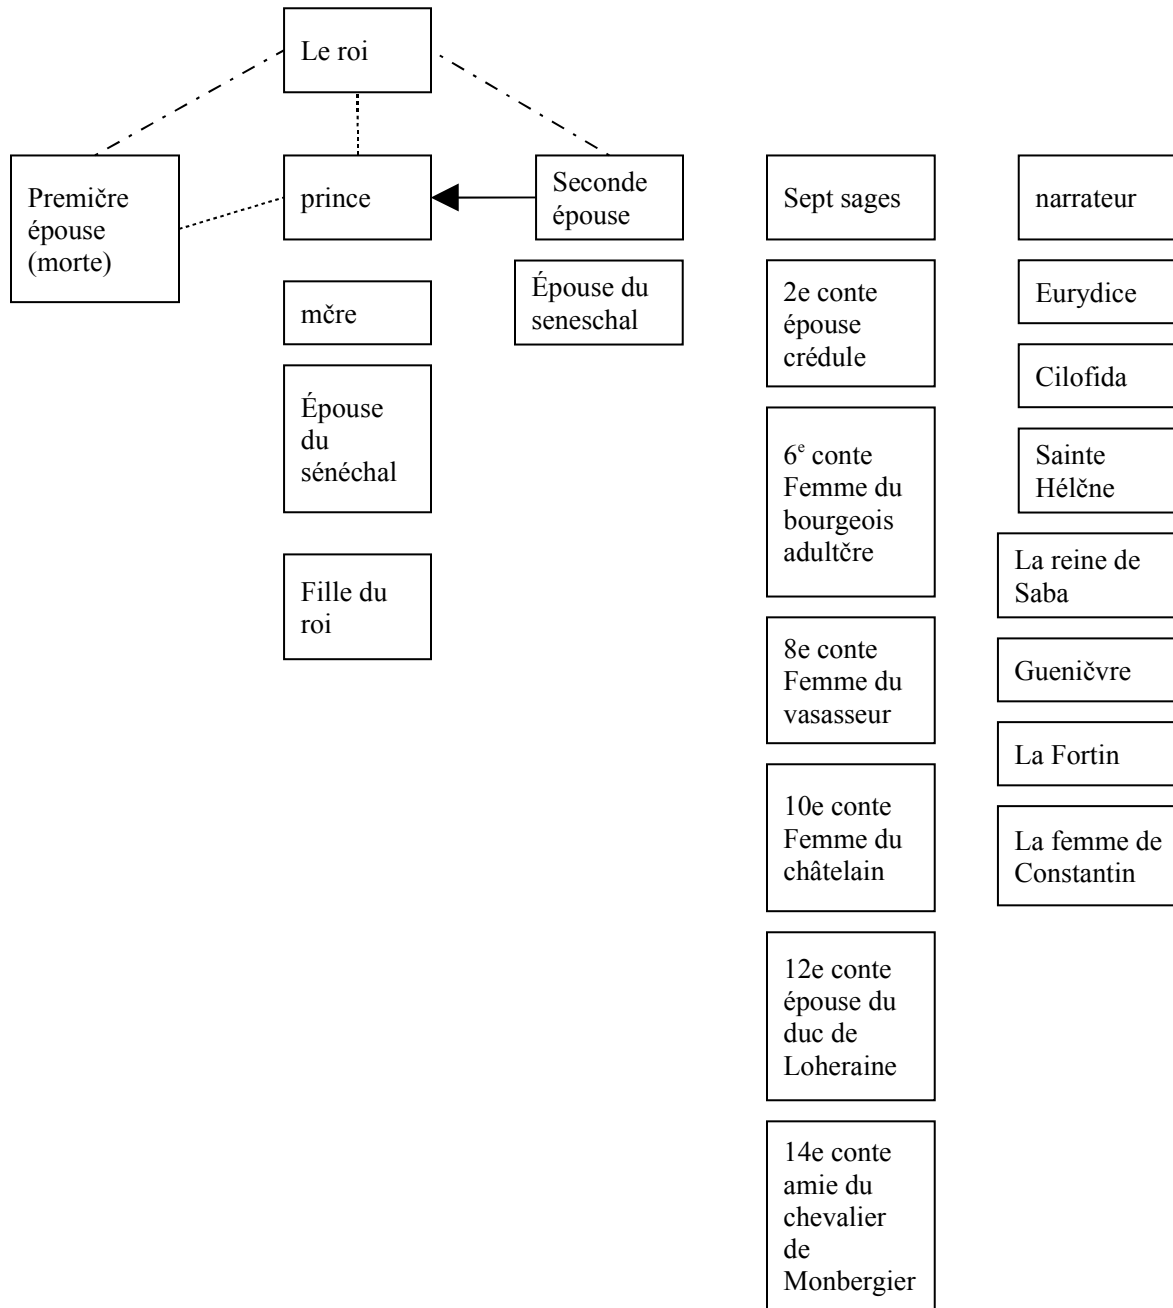 Le roi
Premičre
épouse
(morte)
prince
Seconde
épouse
Sept sages
narrateur
mčre
Épouse du
seneschal
2e conte
épouse
crédule
Eurydice
Cilofida
Épouse
du
sénéchal
6e conte
Femme du
bourgeois
adultčre
Sainte
Hélčne
La reine de
Saba
Fille du
roi
8e conte
Femme du
vasasseur
Gueničvre
La Fortin
10e conte
Femme du
châtelain
La femme de
Constantin
12e conte
épouse du
duc de
Loheraine
14e conte
amie du
chevalier
de
Monbergier